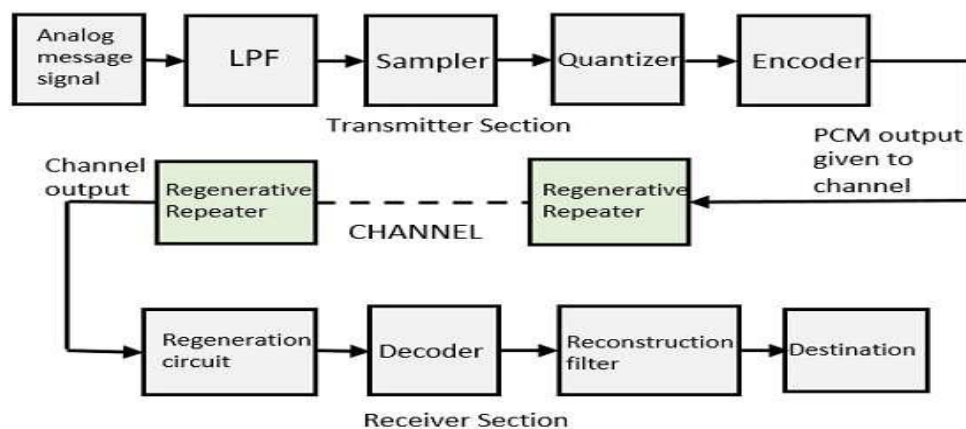 Analog
message
signal
LPF
Sampler
Quantizer
Encoder
Transmitter Section
PCM output
given to
channel
Channel
output
Regenerative
Repeater
CHANNEL
Regenerative
Repeater
Regeneration
circuit
Decoder
Reconstruction
filter
Destination
Receiver Section